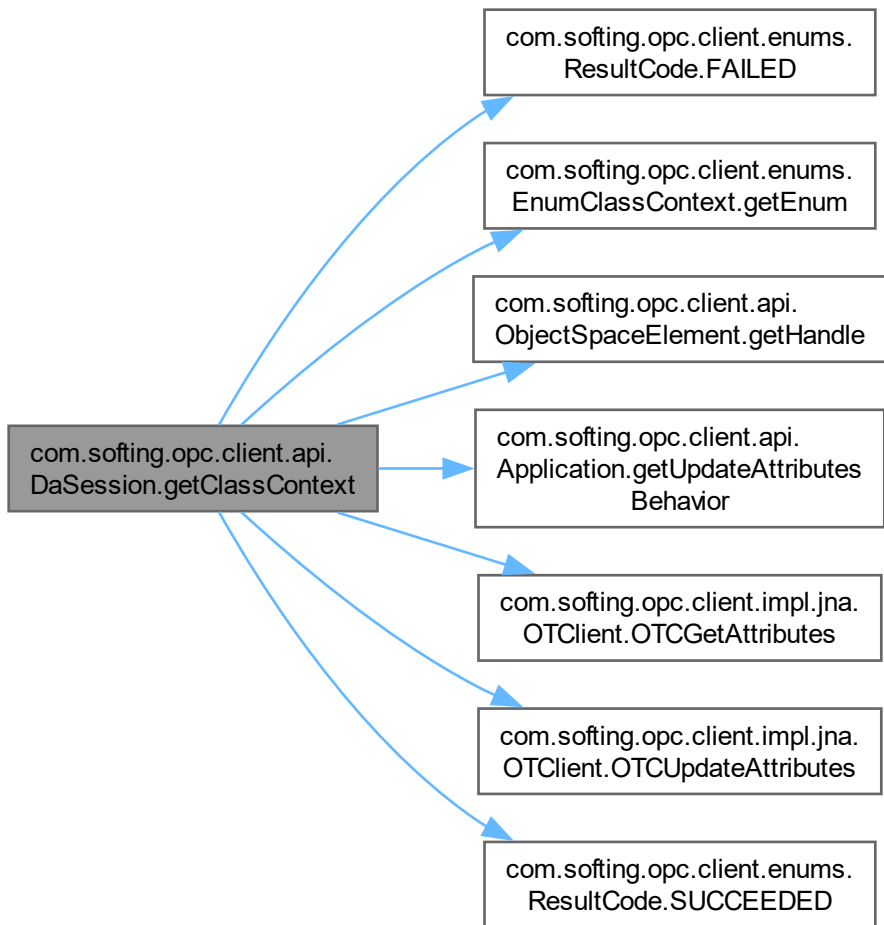 com.softing.opc.client.enums.
ResultCode.FAILED
com.softing.opc.client.enums.
EnumClassContext.getEnum
com.softing.opc.client.api.
ObjectSpaceElement.getHandle
com.softing.opc.client.api.
DaSession.getClassContext
com.softing.opc.client.api.
Application.getUpdateAttributes
Behavior
com.softing.opc.client.impl.jna.
OTClient.OTCGetAttributes
com.softing.opc.client.impl.jna.
OTClient.OTCUpdateAttributes
com.softing.opc.client.enums.
ResultCode.SUCCEEDED